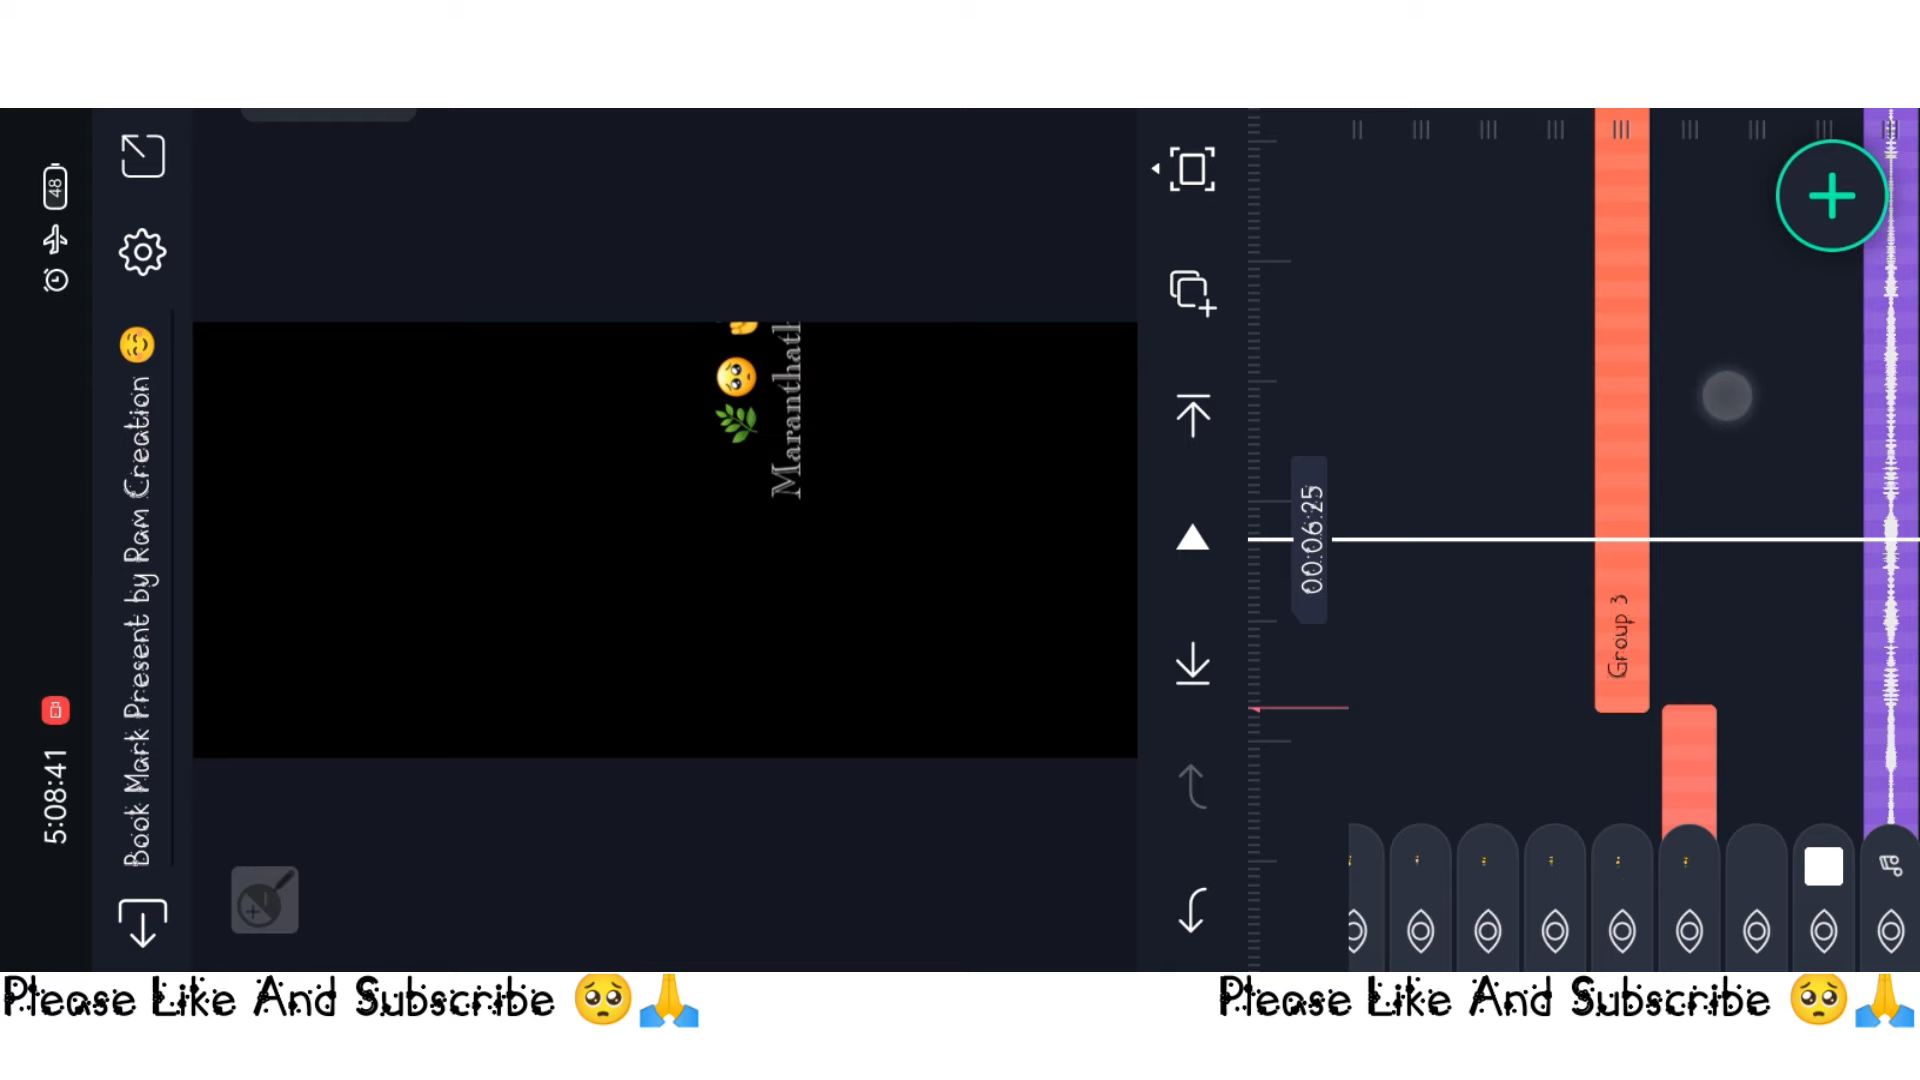 5:08:41
48
Book Mark Present by Ram Creation 😊
🌿🥺
Maranthath
00:06:25
Group 3
Please Like And Subscribe 🥺🙏
Please Like And Subscribe 🥺🙏